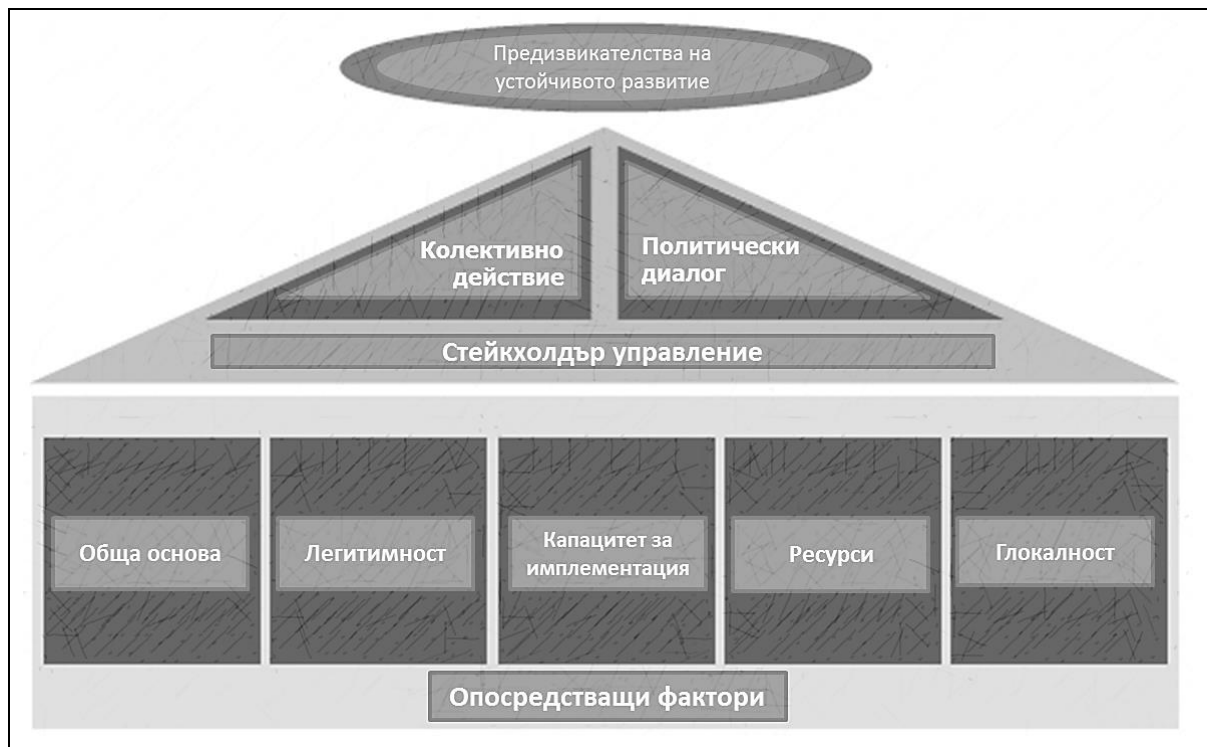 Предизвикателства на
устойчивото развитие
Колективно
действие
Политически
диалог
Стейкхолдър управление
Обща основа
Легитимност
Капацитет за
имплементация
Ресурси
Глокалност
Опосредстващи фактори